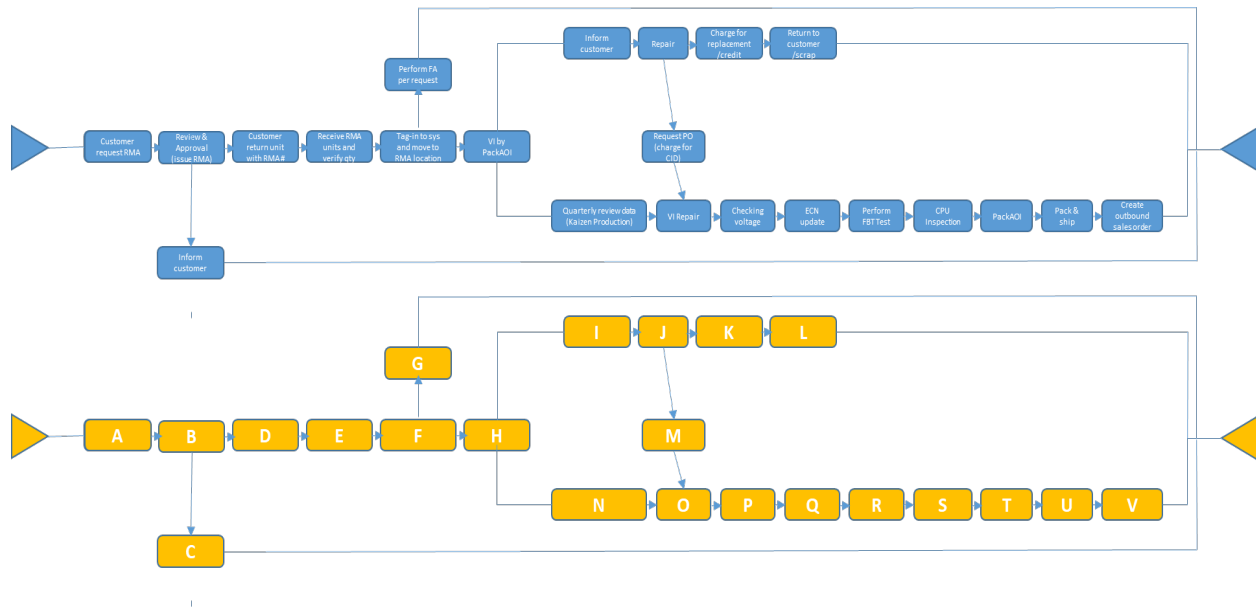 Inform
customer
Repair
Charge for
replacement
/credit
Return to
customer
/scrap
Perform FA
per request
Customer
request RMA
Review &
Approval
(issue RMA)
Customer
return unit
with RMA #
Receive RMA
units and
verify qty
Tag-in to sys
and move to
RMA location
VI by
PackAOI
Request PO
(charge for
CID)
Quarterly review data
(Kaizen Production)
VI Repair
Checking
voltage
ECN
update
Perform
FBT Test
CPU
Inspection
PackAOI
Pack &
ship
Create
outbound
sales order
Inform
customer
I
J
K
L
G
A
B
D
E
F
H
M
N
O
P
Q
R
S
T
U
V
C